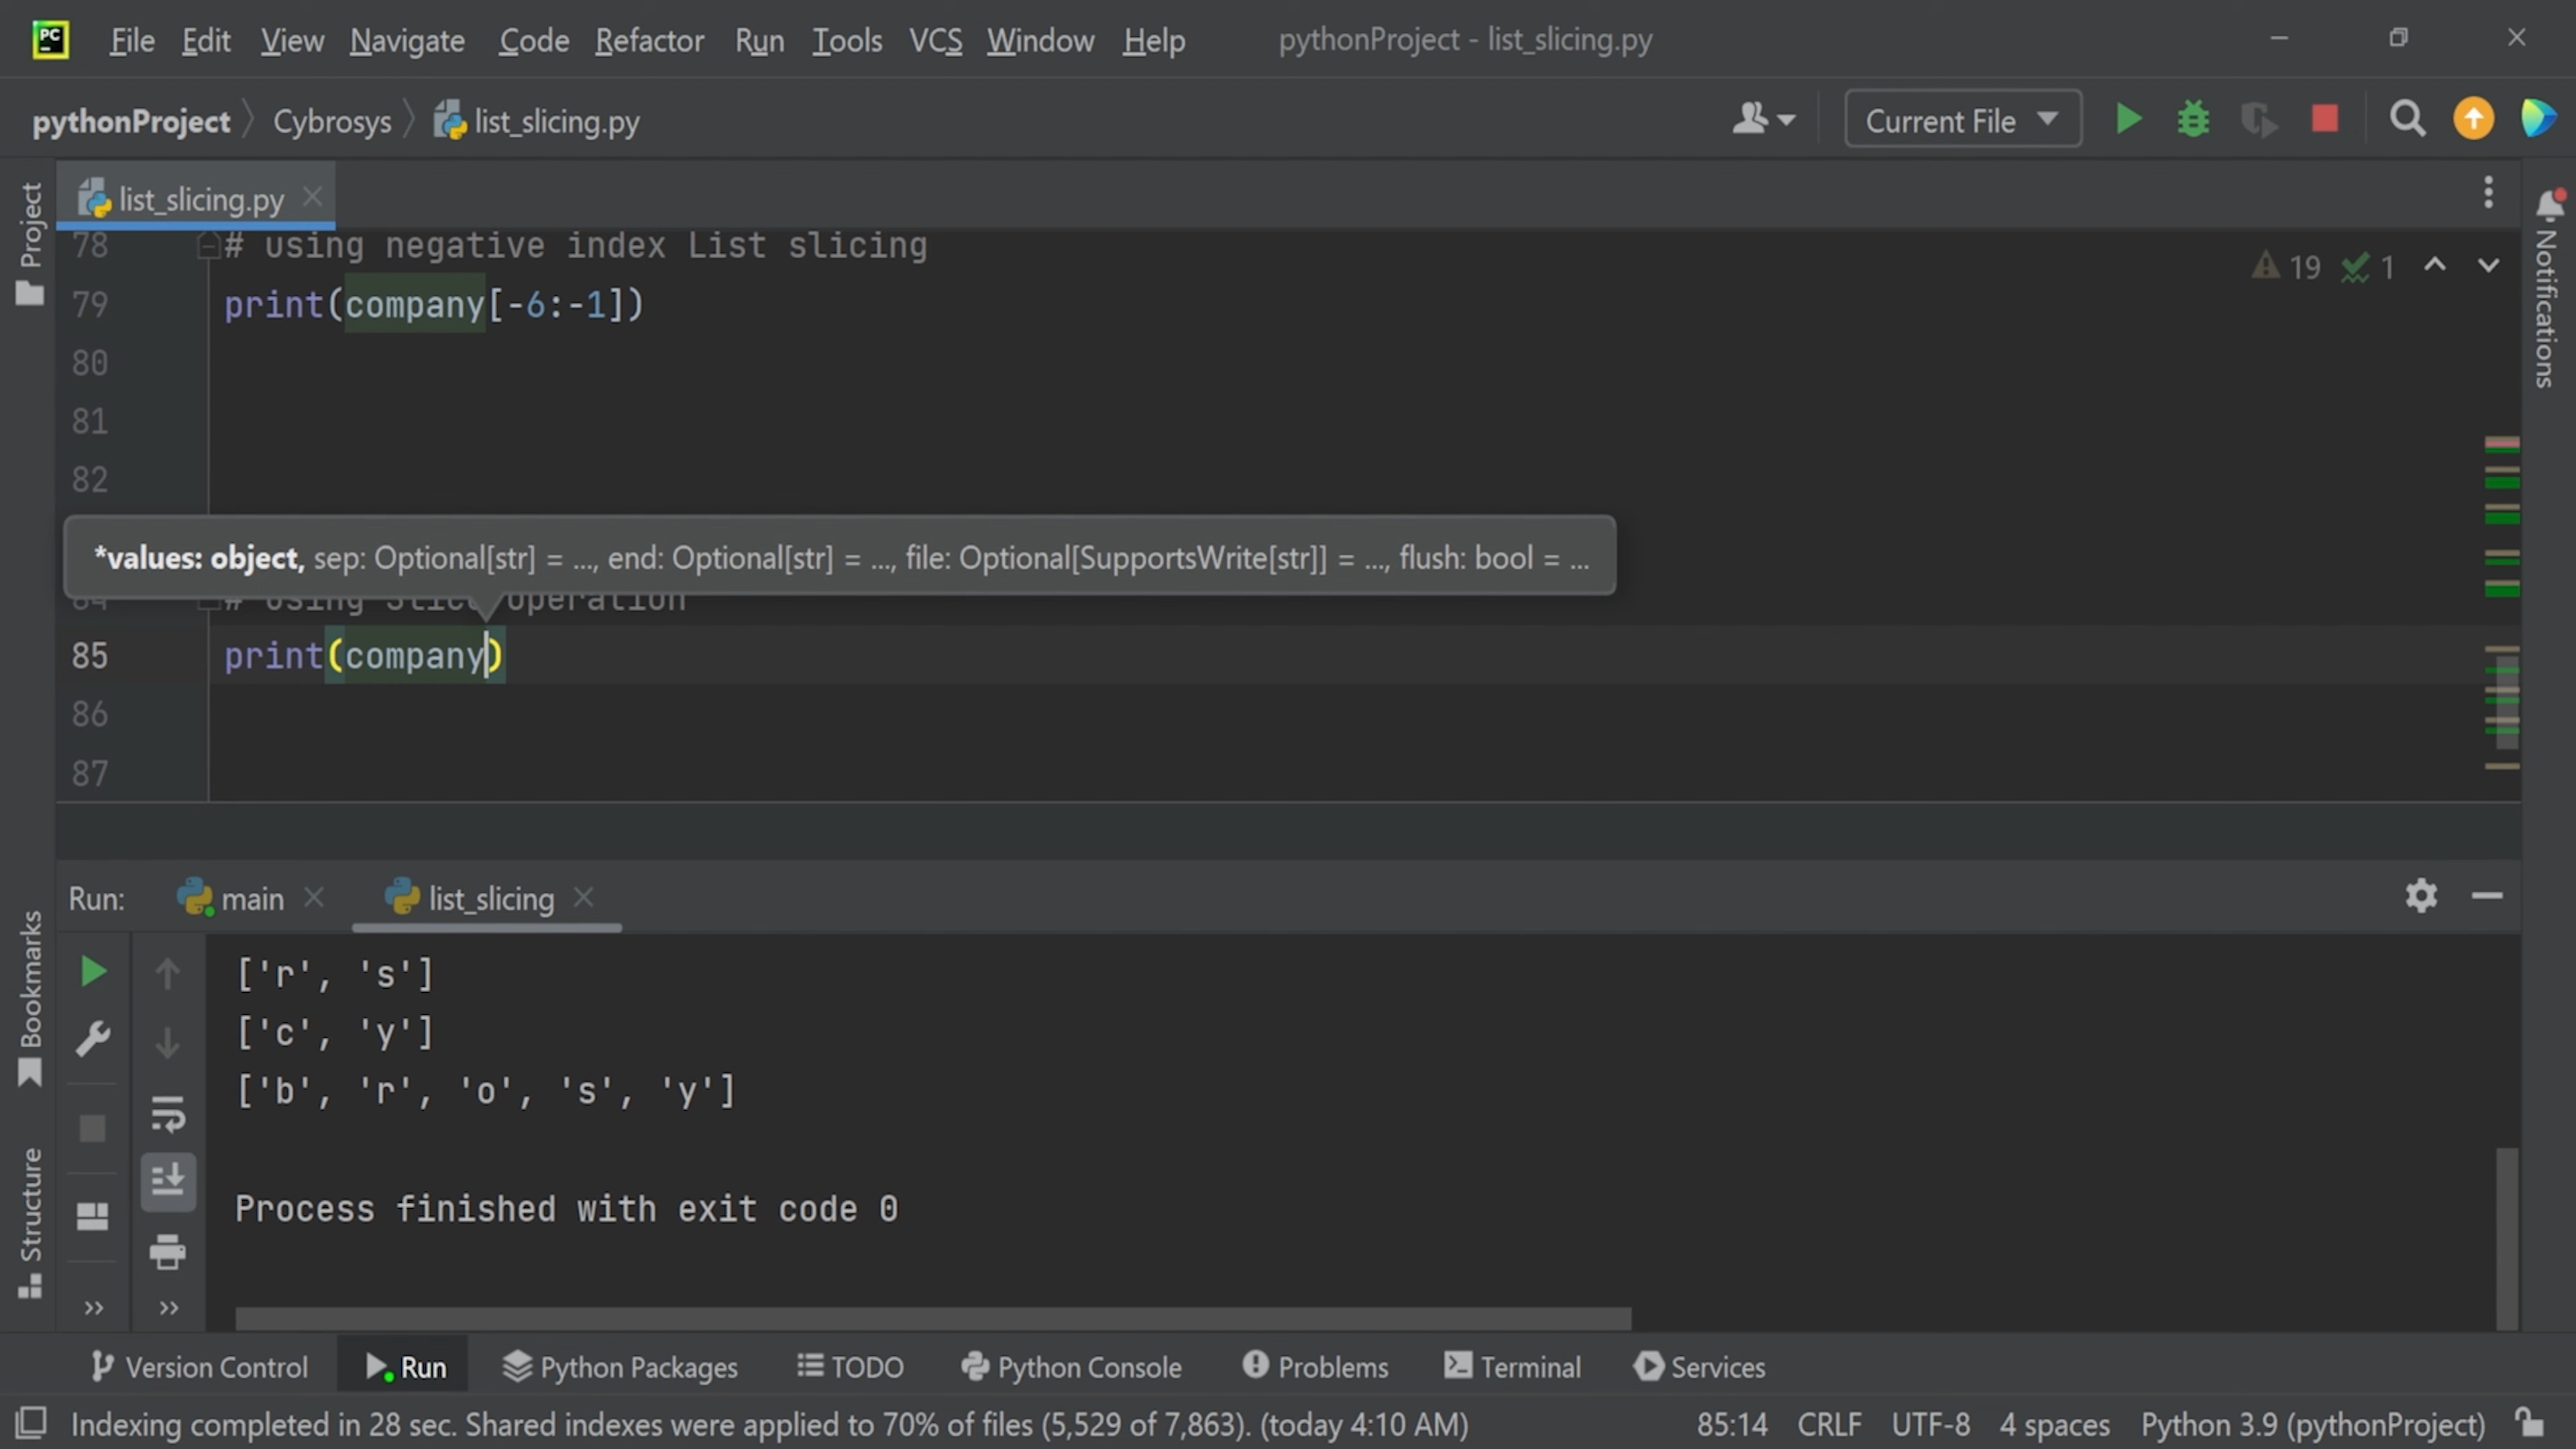 PC File Edit View Navigate Code Refactor Run Tools VCS Window Help pythonProject - list_slicing.py
pythonProject Cybrosys list_slicing.py Current File
list_slicing.py
Project
Notifications
78 # using negative index List slicing
19 1
79 print(company[-6:-1])
80
81
82
*values: object, sep: Optional[str] = ..., end: Optional[str] = ..., file: Optional[SupportsWrite[str]] = ..., flush: bool = ...
84 # Using Slice operation
85 print(company)
86
87
Run: main list_slicing
Bookmarks
Structure
['r', 's']
['c', 'y']
['b', 'r', 'o', 's', 'y']
Process finished with exit code 0
Version Control Run Python Packages TODO Python Console Problems Terminal Services
Indexing completed in 28 sec. Shared indexes were applied to 70% of files (5,529 of 7,863). (today 4:10 AM) 85:14 CRLF UTF-8 4 spaces Python 3.9 (pythonProject)